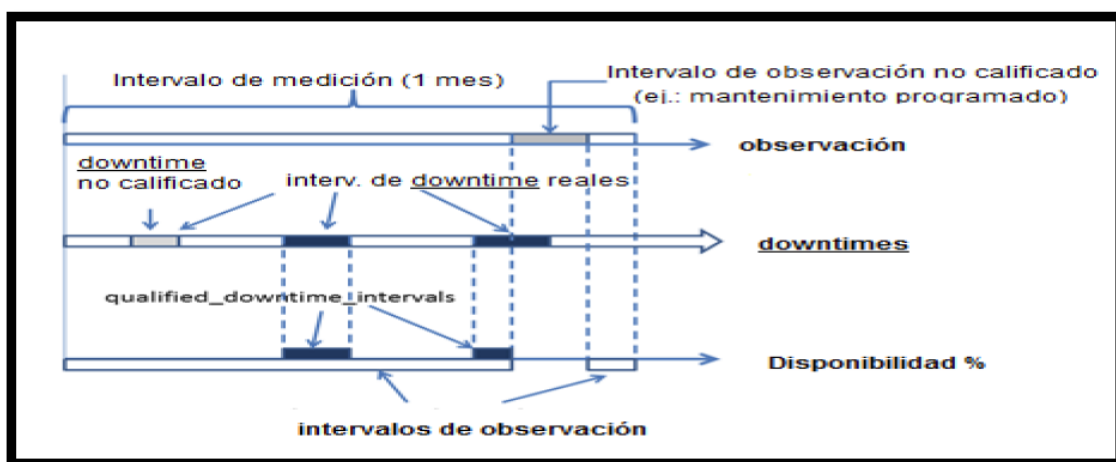 Intervalo de medición (1 mes)
Intervalo de observación no calificado
(ej.: mantenimiento programado)
observación
downtime
no calificado
interv. de downtime reales
downtimes
qualified_downtime_intervals
Disponibilidad %
intervalos de observación